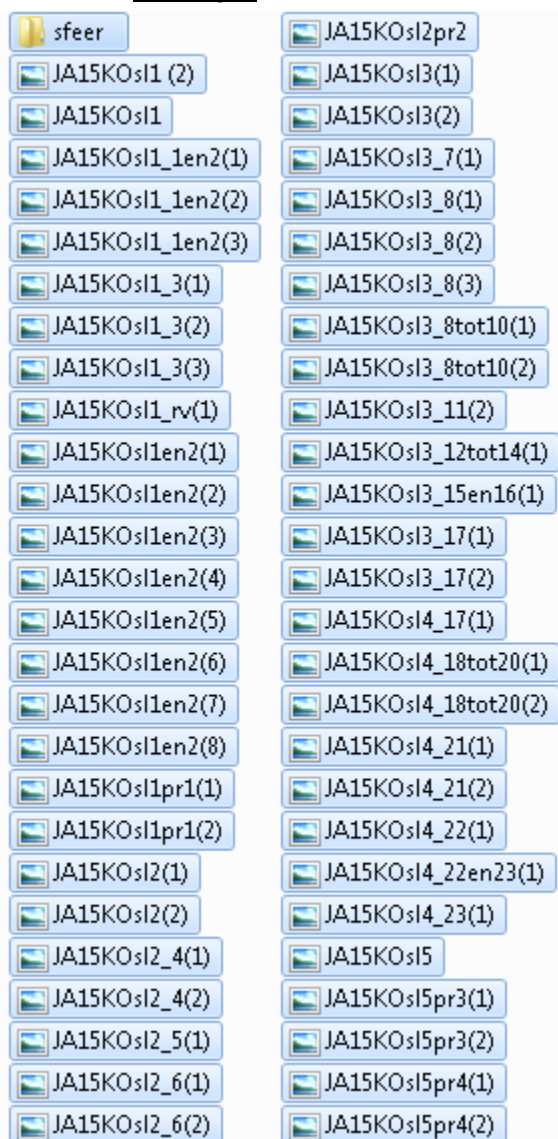 sfeer
JA15KOsl1 (2)
JA15KOsl1
JA15KOsl1_1en2(1)
JA15KOsl1_1en2(2)
JA15KOsl1_1en2(3)
JA15KOsl1_3(1)
JA15KOsl1_3(2)
JA15KOsl1_3(3)
JA15KOsl1_rv(1)
JA15KOsl1en2(1)
JA15KOsl1en2(2)
JA15KOsl1en2(3)
JA15KOsl1en2(4)
JA15KOsl1en2(5)
JA15KOsl1en2(6)
JA15KOsl1en2(7)
JA15KOsl1en2(8)
JA15KOsl1pr1(1)
JA15KOsl1pr1(2)
JA15KOsl2(1)
JA15KOsl2(2)
JA15KOsl2_4(1)
JA15KOsl2_4(2)
JA15KOsl2_5(1)
JA15KOsl2_6(1)
JA15KOsl2_6(2)
JA15KOsl2pr2
JA15KOsl3(1)
JA15KOsl3(2)
JA15KOsl3_7(1)
JA15KOsl3_8(1)
JA15KOsl3_8(2)
JA15KOsl3_8(3)
JA15KOsl3_8tot10(1)
JA15KOsl3_8tot10(2)
JA15KOsl3_11(2)
JA15KOsl3_12tot14(1)
JA15KOsl3_15en16(1)
JA15KOsl3_17(1)
JA15KOsl3_17(2)
JA15KOsl4_17(1)
JA15KOsl4_18tot20(1)
JA15KOsl4_18tot20(2)
JA15KOsl4_21(1)
JA15KOsl4_21(2)
JA15KOsl4_22(1)
JA15KOsl4_22en23(1)
JA15KOsl4_23(1)
JA15KOsl5
JA15KOsl5pr3(1)
JA15KOsl5pr3(2)
JA15KOsl5pr4(1)
JA15KOsl5pr4(2)